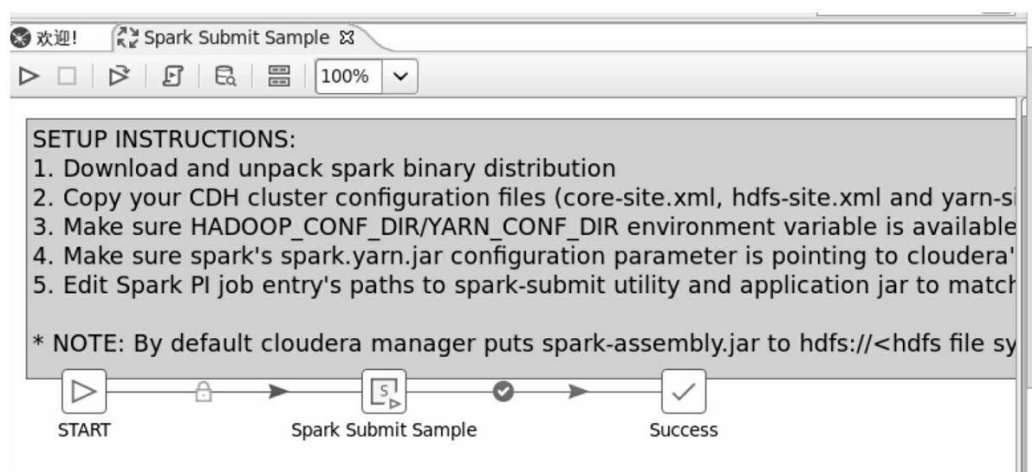 欢迎!
Spark Submit Sample
100%
SETUP INSTRUCTIONS:
1. Download and unpack spark binary distribution
2. Copy your CDH cluster configuration files (core-site.xml, hdfs-site.xml and yarn-si
3. Make sure HADOOP_CONF_DIR/YARN_CONF_DIR environment variable is available
4. Make sure spark's spark.yarn.jar configuration parameter is pointing to cloudera'
5. Edit Spark PI job entry's paths to spark-submit utility and application jar to match
* NOTE: By default cloudera manager puts spark-assembly.jar to hdfs://<hdfs file sy
START
Spark Submit Sample
Success